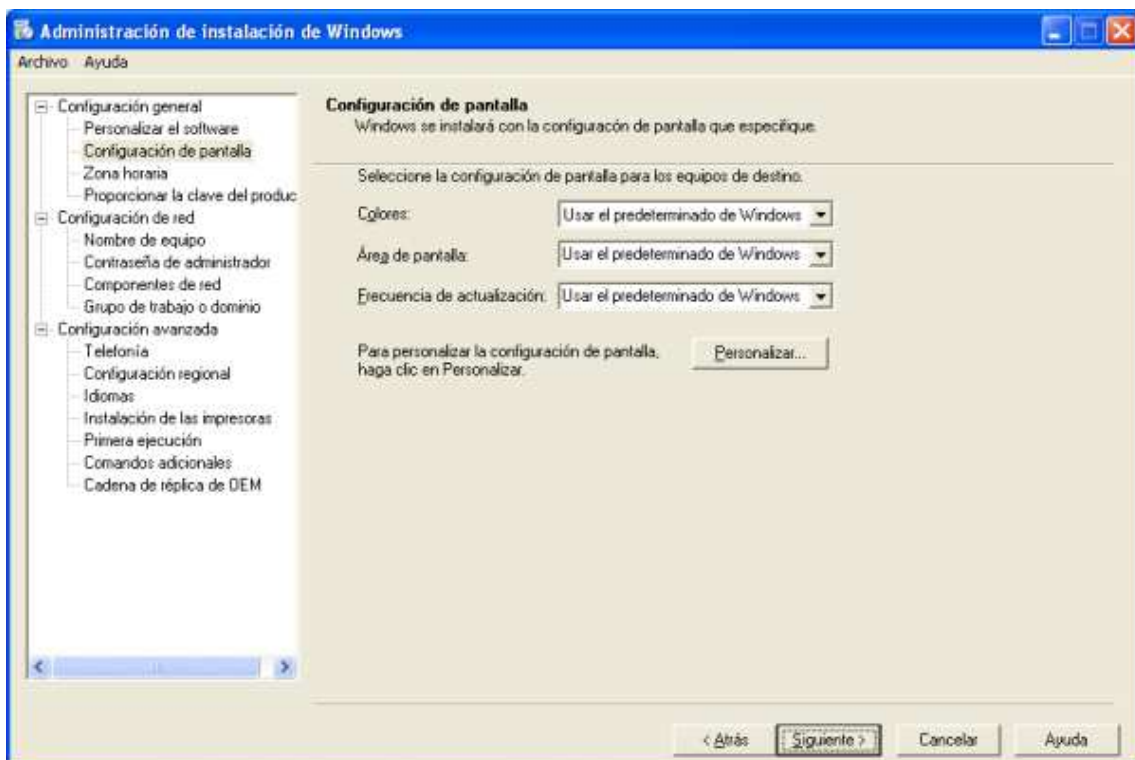 Administración de instalación de Windows
Archivo Ayuda
Configuración general
Personalizar el software
Configuración de pantalla
Zona horaria
Proporcionar la clave del produc
Configuración de red
Nombre de equipo
Contraseña de administrador
Componentes de red
Grupo de trabajo o dominio
Configuración avanzada
Telefonía
Configuración regional
Idiomas
Instalación de las impresoras
Primera ejecución
Comandos adicionales
Cadena de réplica de OEM
Configuración de pantalla
Windows se instalará con la configuracón de pantalla que especifique.
Seleccione la configuración de pantalla para los equipos de destino.
Colores: Usar el predeterminado de Windows
Área de pantalla: Usar el predeterminado de Windows
Frecuencia de actualización: Usar el predeterminado de Windows
Para personalizar la configuración de pantalla,
haga clic en Personalizar.
Personalizar...
< Atrás Siguiente > Cancelar Ayuda